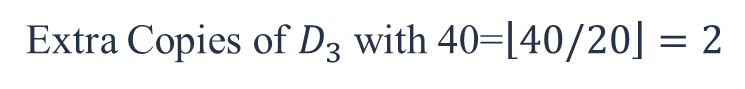 Extra Copies of D₃ with 40=⌊40/20⌋ = 2